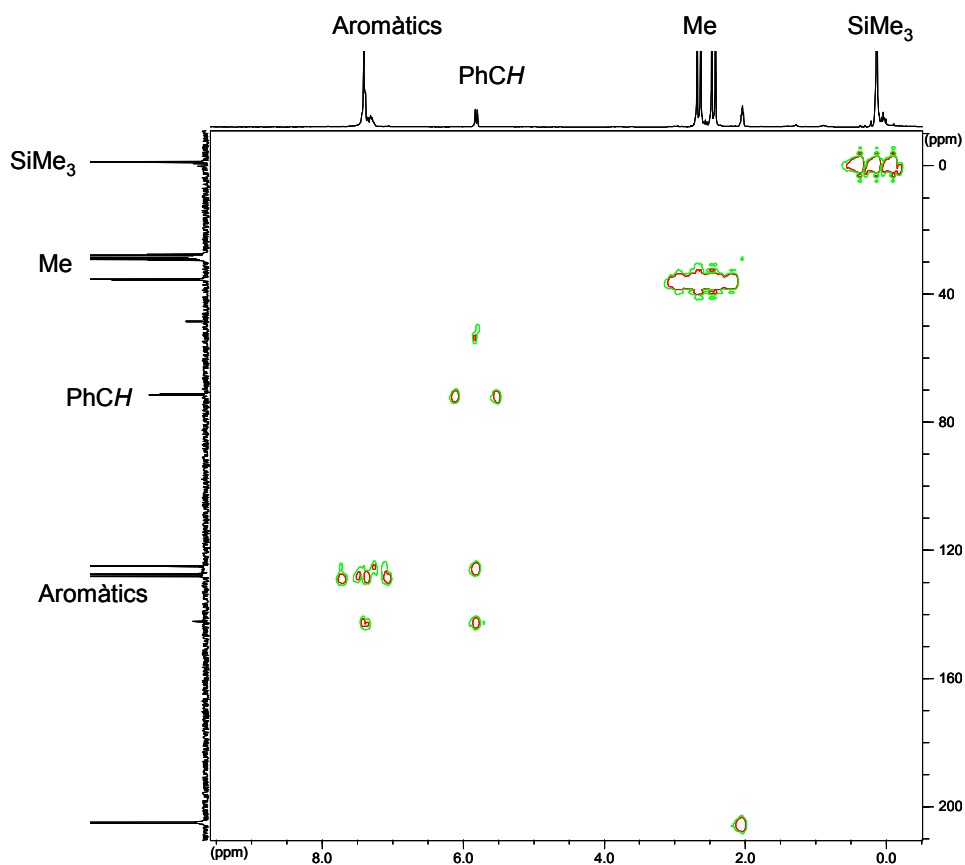 Aromàtics
Me
SiMe₃
PhCH
(ppm)
SiMe₃
0
Me
40
PhCH
80
120
Aromàtics
160
200
(ppm)
8.0
6.0
4.0
2.0
0.0